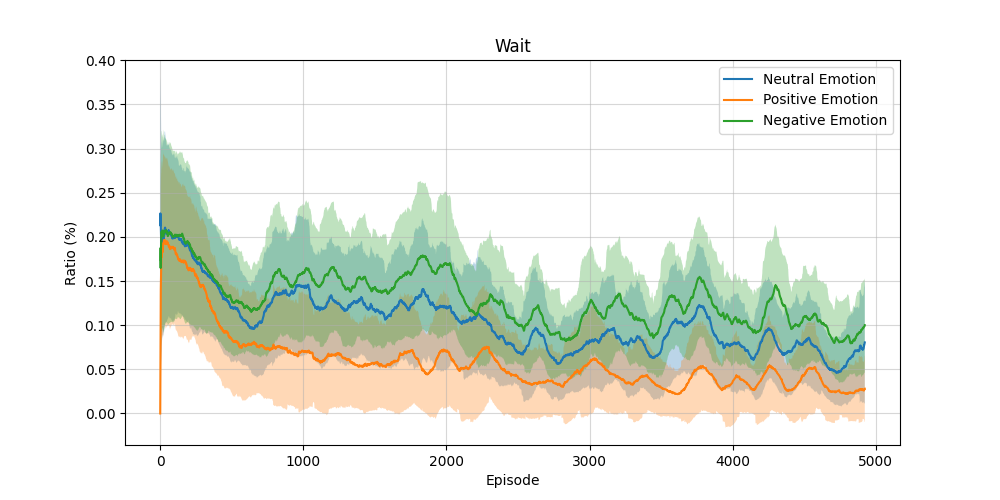 Wait
0.40
0.35
0.30
0.25
0.20
0.15
0.10
0.05
0.00
Ratio (%)
Neutral Emotion
Positive Emotion
Negative Emotion
0 1000 2000 3000 4000 5000
Episode